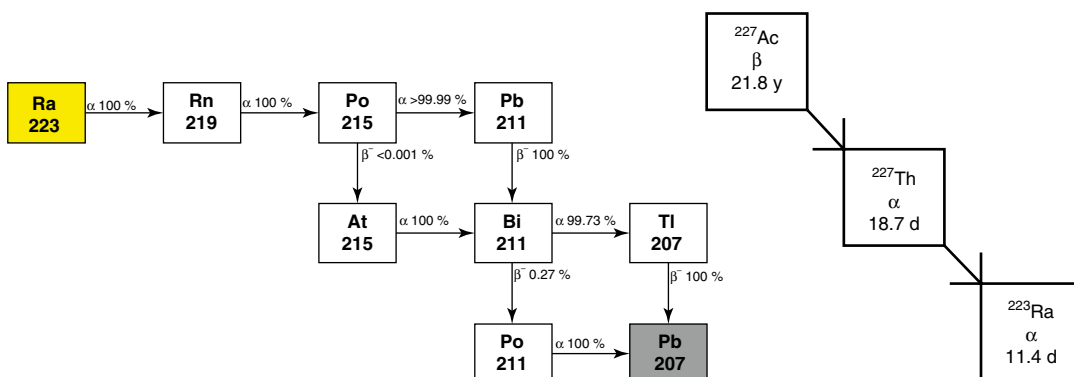 Ra
223
α 100 %
Rn
219
α 100 %
Po
215
α >99.99 %
Pb
211
β⁻ <0.001 %
β⁻ 100 %
At
215
α 100 %
Bi
211
α 99.73 %
Tl
207
β⁻ 0.27 %
β⁻ 100 %
Po
211
α 100 %
Pb
207
²²⁷Ac
β
21.8 y
²²⁷Th
α
18.7 d
²²³Ra
α
11.4 d